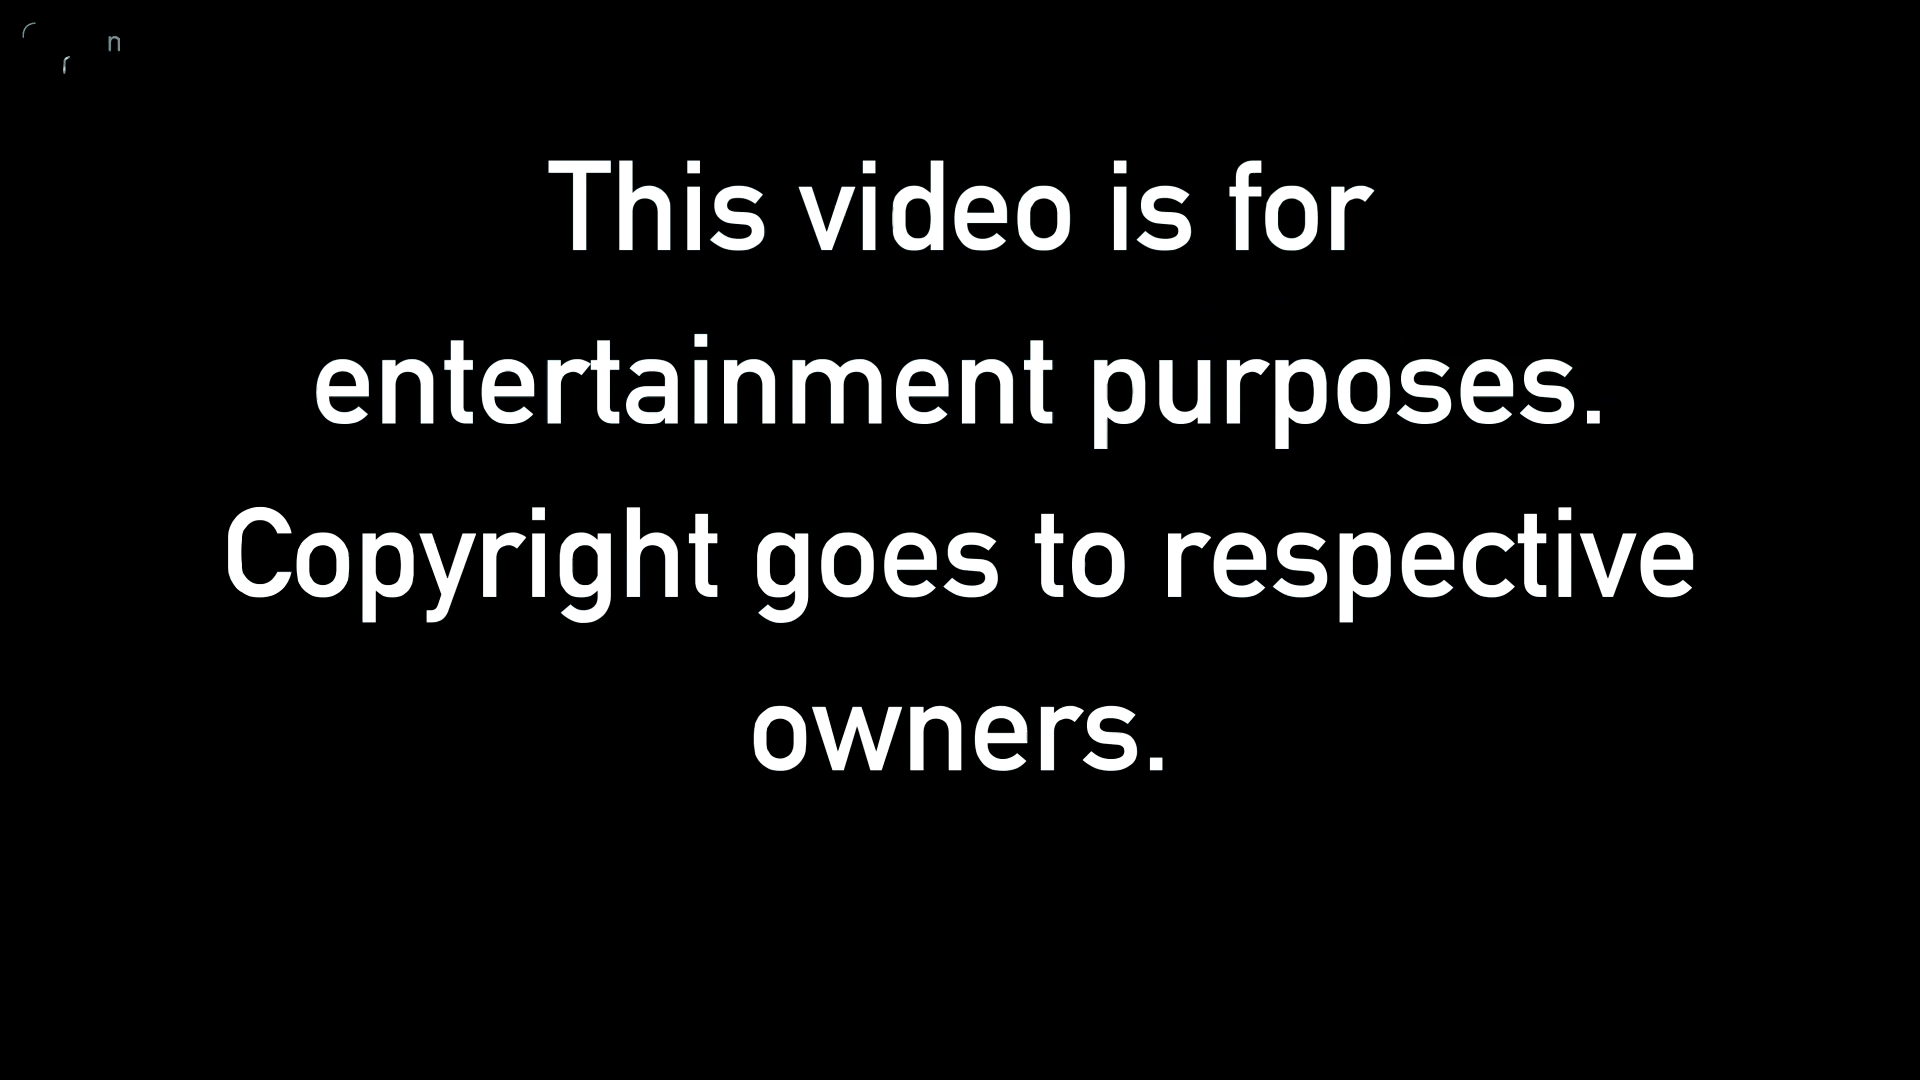 This video is for
entertainment purposes.
Copyright goes to respective
owners.